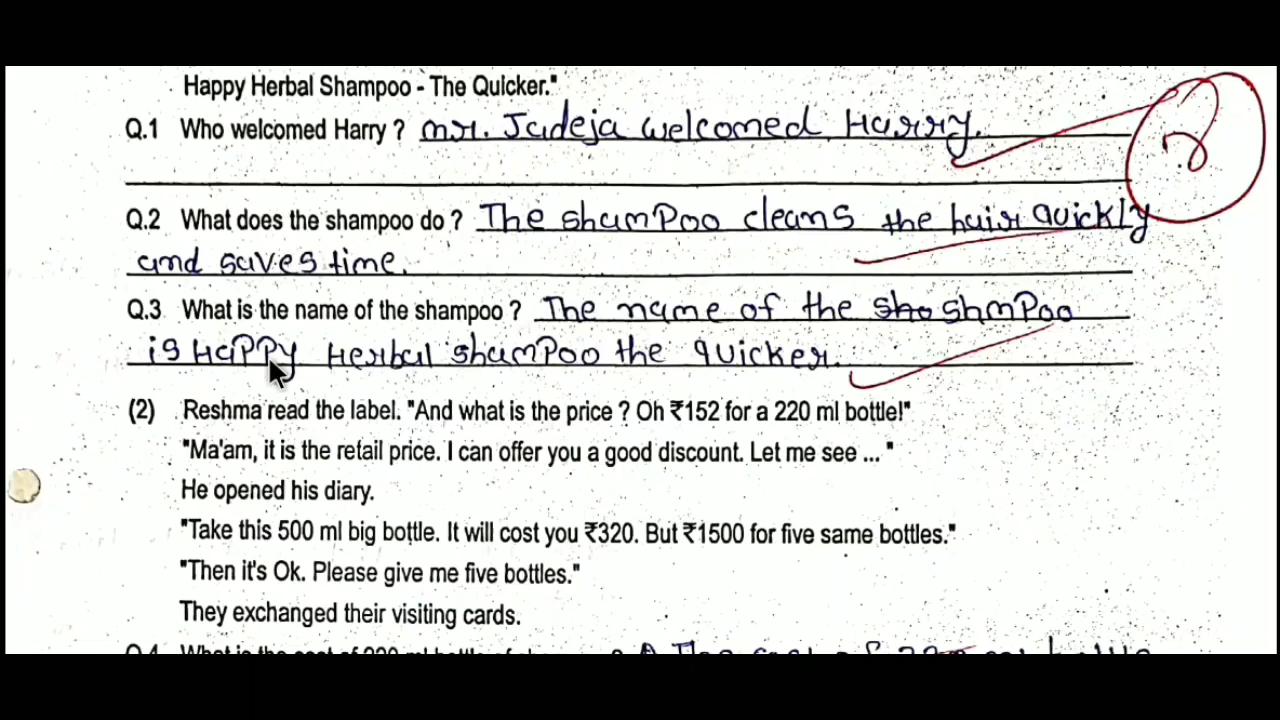 Happy Herbal Shampoo - The Quicker."
Q.1 Who welcomed Harry ? Mr. Jadeja welcomed Harry.
Q.2 What does the shampoo do ? The shamPoo cleans the hair quickly
and saves time.
Q.3 What is the name of the shampoo ? The name of the sho shmPoo
is Happy Herbal shamPoo the quicker.
(2) Reshma read the label. "And what is the price ? Oh ₹152 for a 220 ml bottle!"
"Ma'am, it is the retail price. I can offer you a good discount. Let me see ... "
He opened his diary.
"Take this 500 ml big bottle. It will cost you ₹320. But ₹1500 for five same bottles."
"Then it's Ok. Please give me five bottles."
They exchanged their visiting cards.